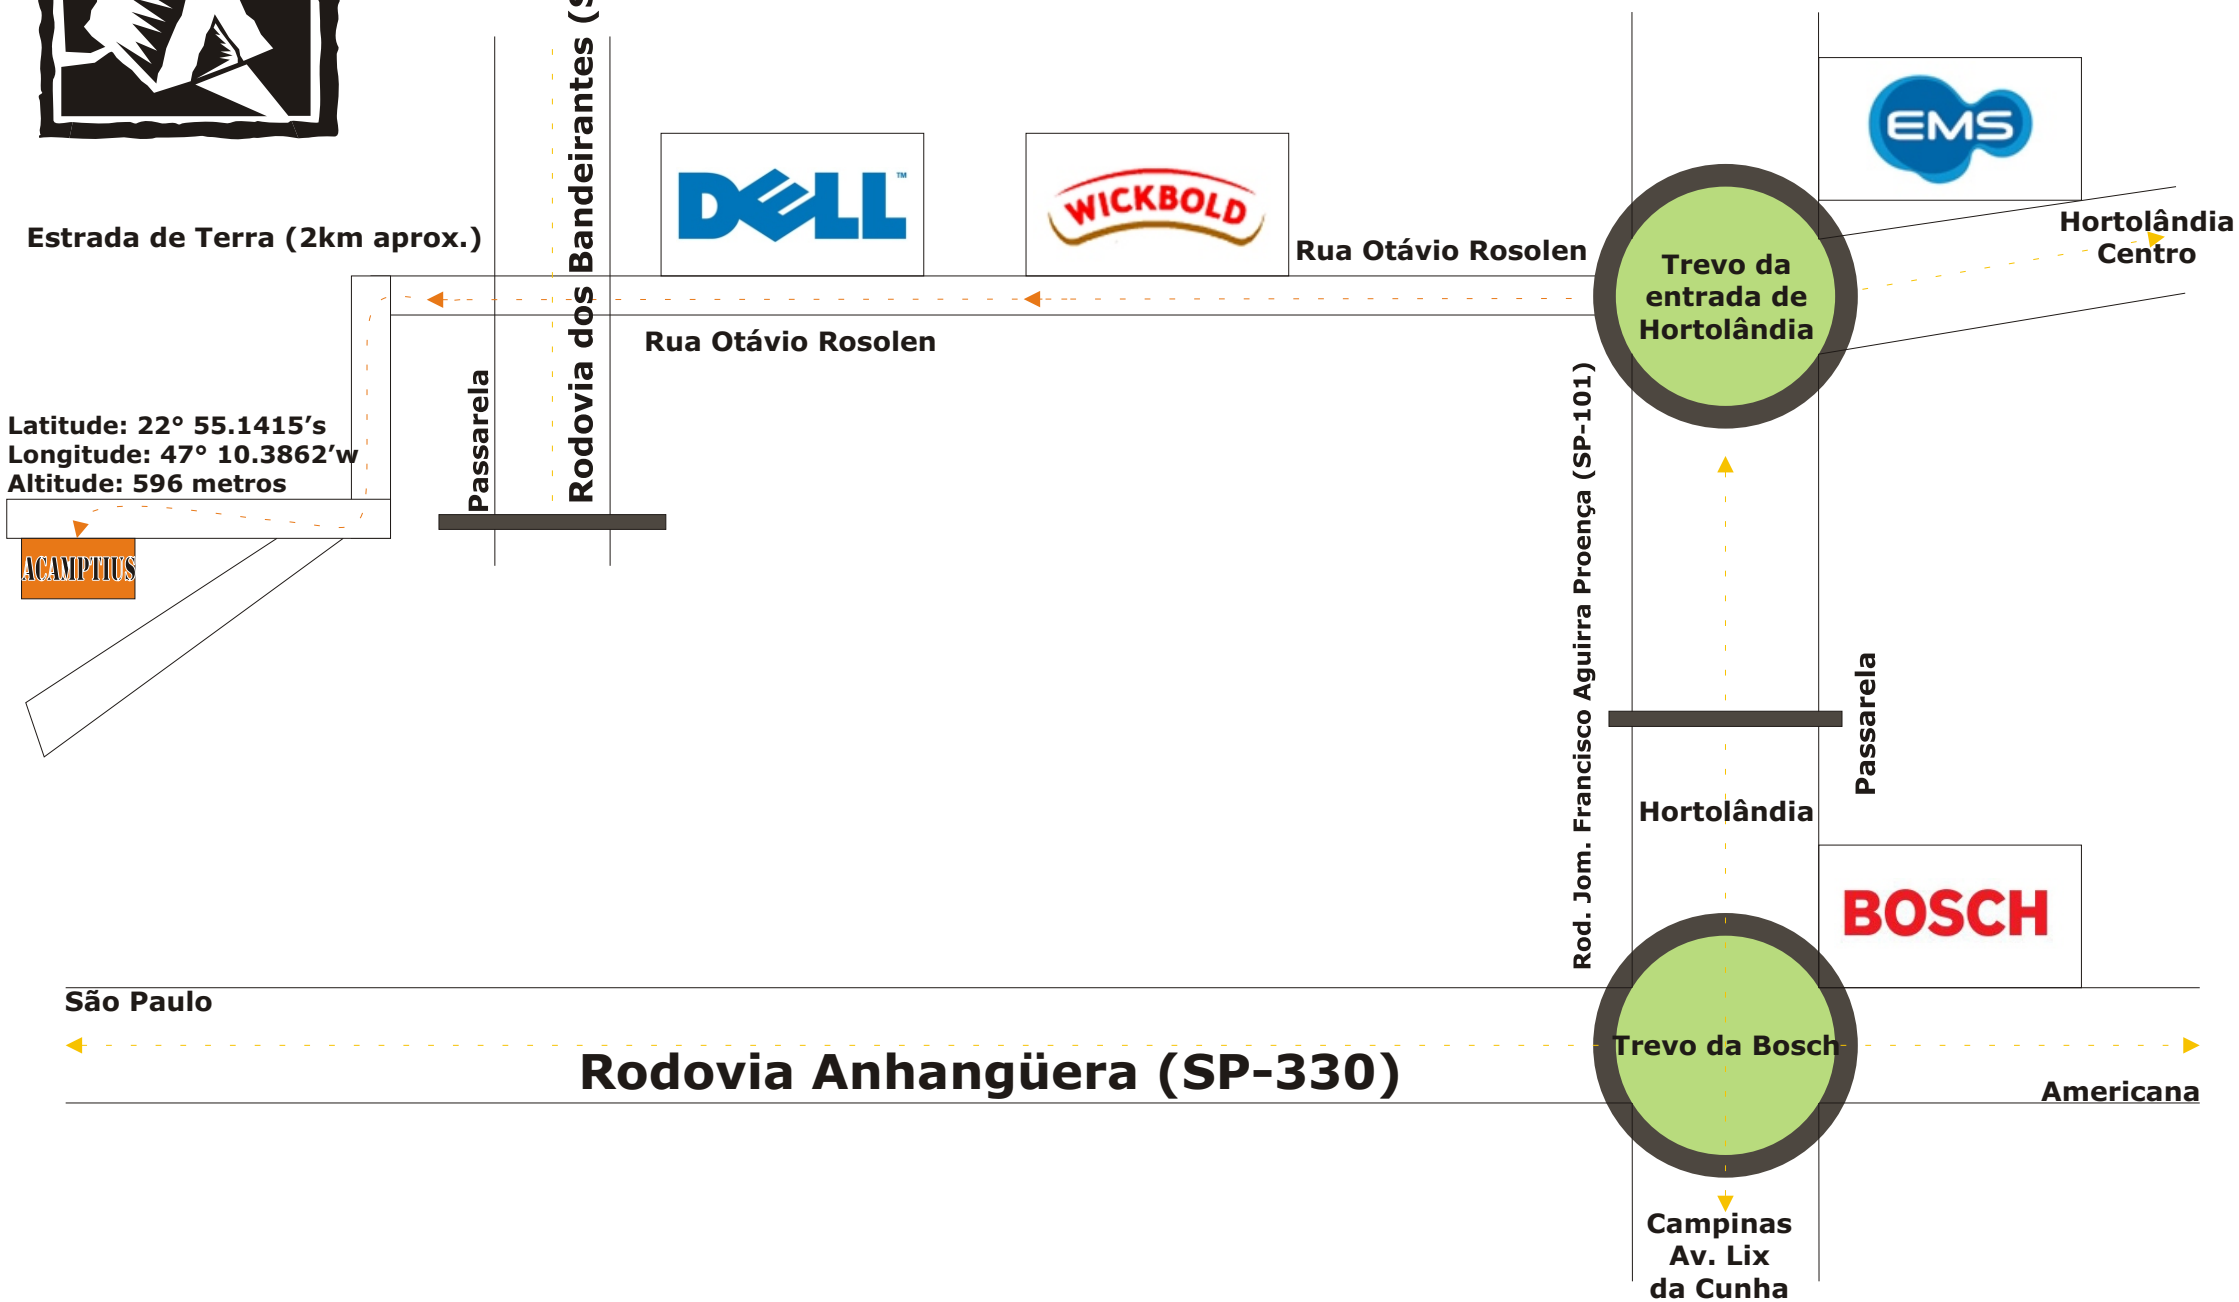 Rodovia dos Bandeirantes (S
EMS
DELL™
WICKBOLD
Hortolândia
Centro
Estrada de Terra (2km aprox.)
Rua Otávio Rosolen
Trevo da
entrada de
Hortolândia
Rua Otávio Rosolen
Passarela
Rod. Jom. Francisco Aguirra Proença (SP-101)
Latitude: 22° 55.1415’s
Longitude: 47° 10.3862’w
Altitude: 596 metros
ACAMPTIUS
Passarela
Hortolândia
BOSCH
São Paulo
Trevo da Bosch
Rodovia Anhangüera (SP-330)
Americana
Campinas
Av. Lix
da Cunha